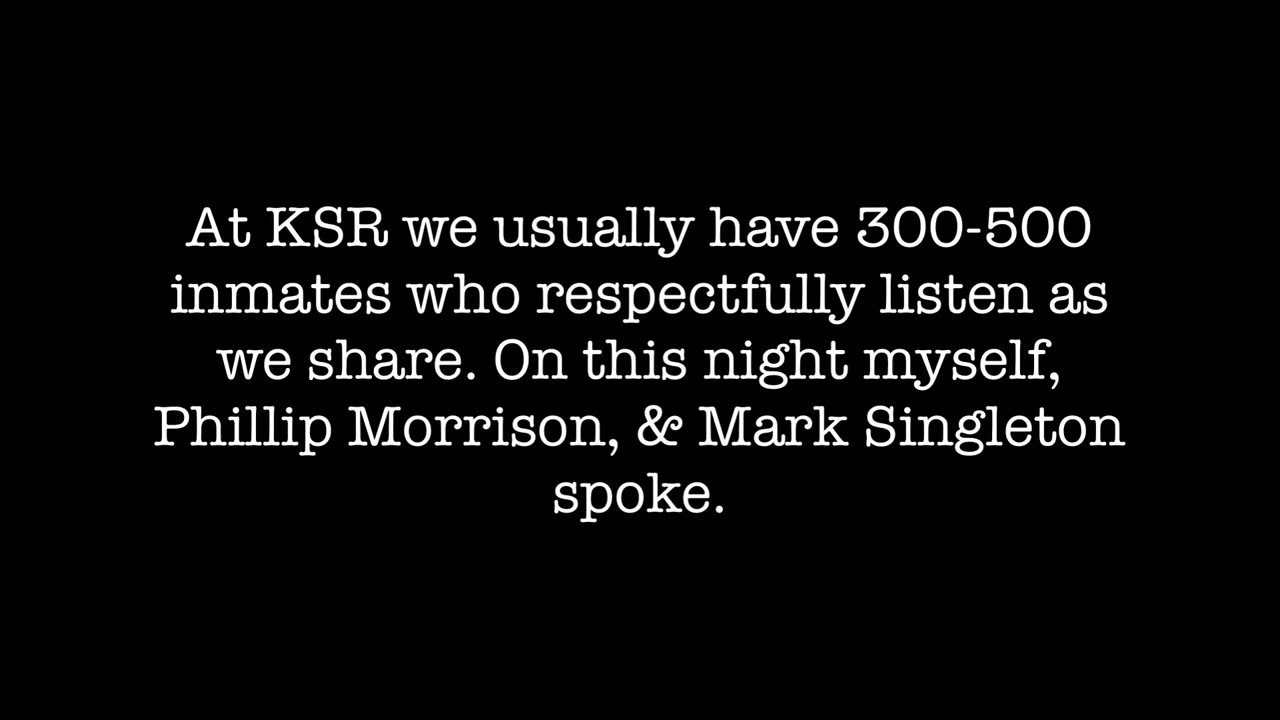 At KSR we usually have 300-500
inmates who respectfully listen as
we share. On this night myself,
Phillip Morrison, & Mark Singleton
spoke.